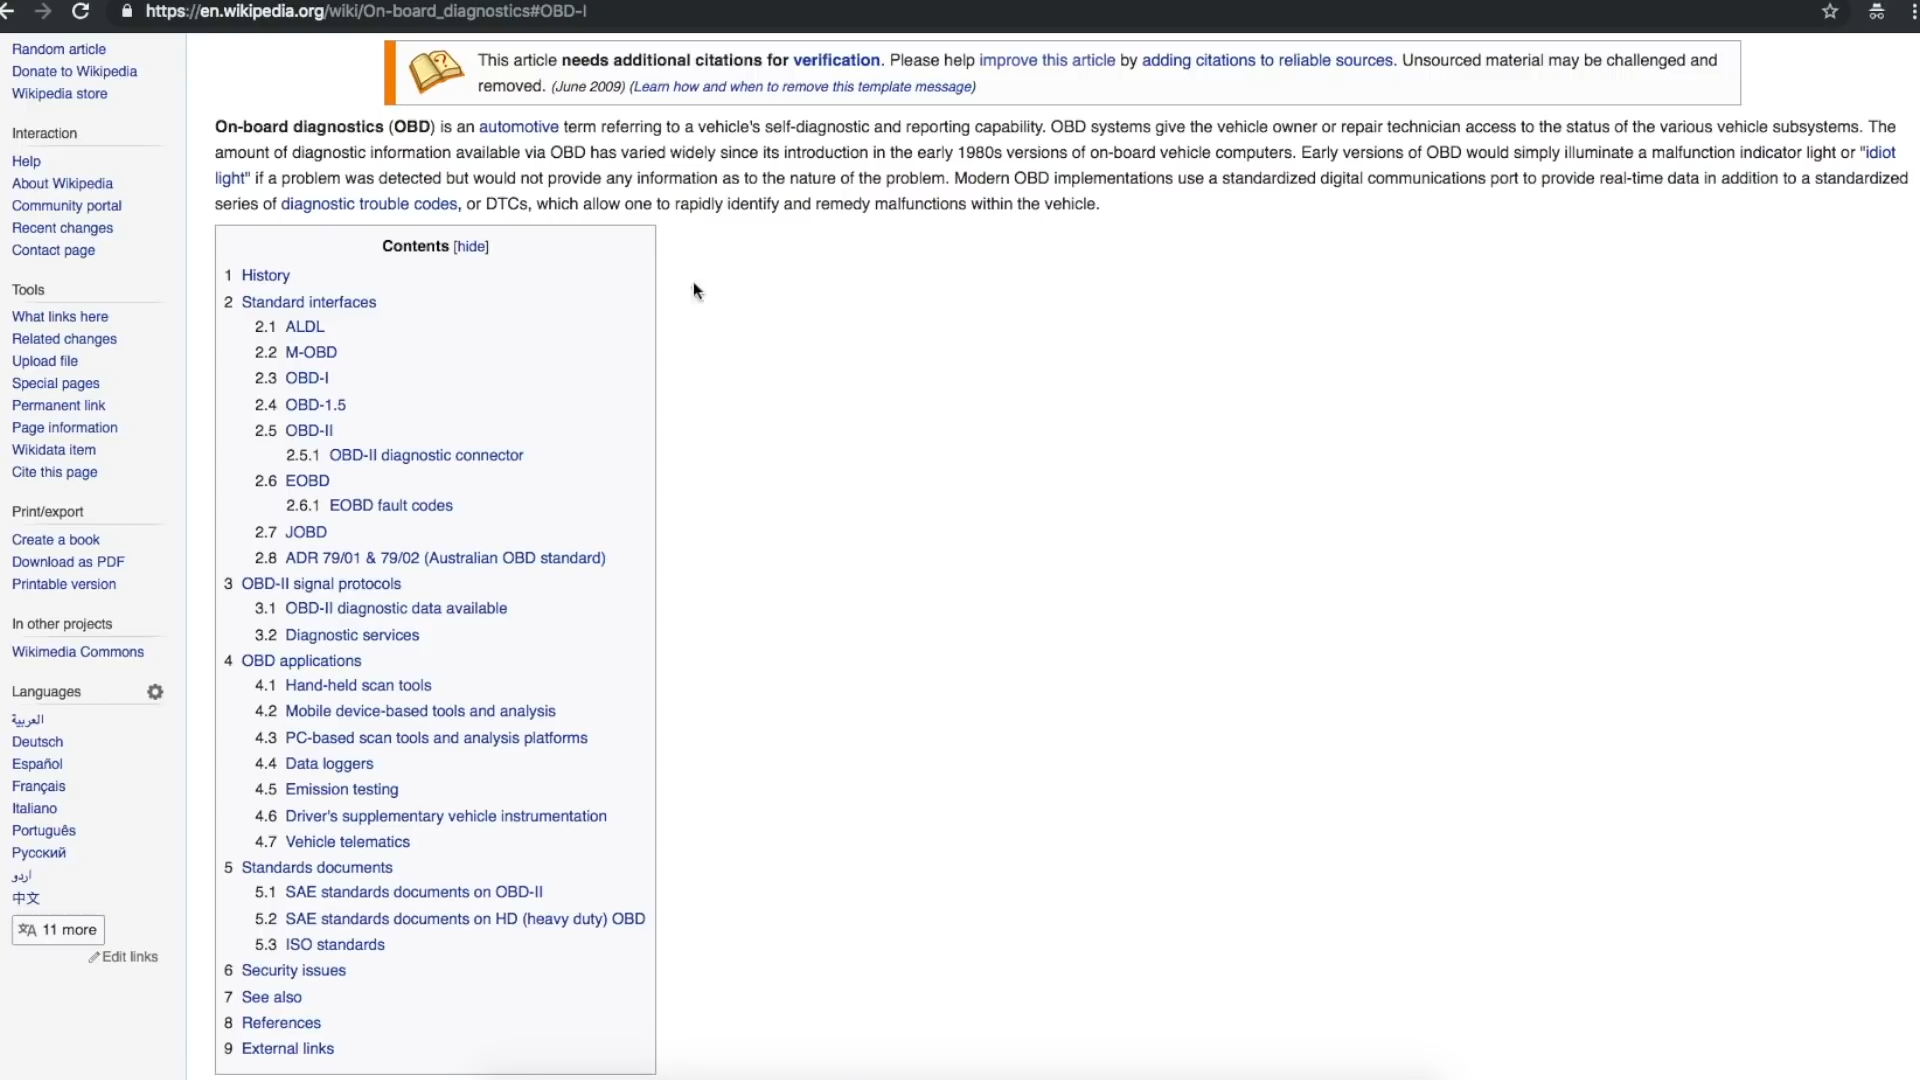 https://en.wikipedia.org/wiki/On-board_diagnostics#OBD-I
Random article
Donate to Wikipedia
Wikipedia store
Interaction
Help
About Wikipedia
Community portal
Recent changes
Contact page
Tools
What links here
Related changes
Upload file
Special pages
Permanent link
Page information
Wikidata item
Cite this page
Print/export
Create a book
Download as PDF
Printable version
In other projects
Wikimedia Commons
Languages
العربية
Deutsch
Español
Français
Italiano
Português
Русский
اردو
中文
文A 11 more
Edit links
This article needs additional citations for verification. Please help improve this article by adding citations to reliable sources. Unsourced material may be challenged and
removed. (June 2009) (Learn how and when to remove this template message)
On-board diagnostics (OBD) is an automotive term referring to a vehicle's self-diagnostic and reporting capability. OBD systems give the vehicle owner or repair technician access to the status of the various vehicle subsystems. The
amount of diagnostic information available via OBD has varied widely since its introduction in the early 1980s versions of on-board vehicle computers. Early versions of OBD would simply illuminate a malfunction indicator light or "idiot
light" if a problem was detected but would not provide any information as to the nature of the problem. Modern OBD implementations use a standardized digital communications port to provide real-time data in addition to a standardized
series of diagnostic trouble codes, or DTCs, which allow one to rapidly identify and remedy malfunctions within the vehicle.
Contents [hide]
1 History
2 Standard interfaces
2.1 ALDL
2.2 M-OBD
2.3 OBD-I
2.4 OBD-1.5
2.5 OBD-II
2.5.1 OBD-II diagnostic connector
2.6 EOBD
2.6.1 EOBD fault codes
2.7 JOBD
2.8 ADR 79/01 & 79/02 (Australian OBD standard)
3 OBD-II signal protocols
3.1 OBD-II diagnostic data available
3.2 Diagnostic services
4 OBD applications
4.1 Hand-held scan tools
4.2 Mobile device-based tools and analysis
4.3 PC-based scan tools and analysis platforms
4.4 Data loggers
4.5 Emission testing
4.6 Driver's supplementary vehicle instrumentation
4.7 Vehicle telematics
5 Standards documents
5.1 SAE standards documents on OBD-II
5.2 SAE standards documents on HD (heavy duty) OBD
5.3 ISO standards
6 Security issues
7 See also
8 References
9 External links